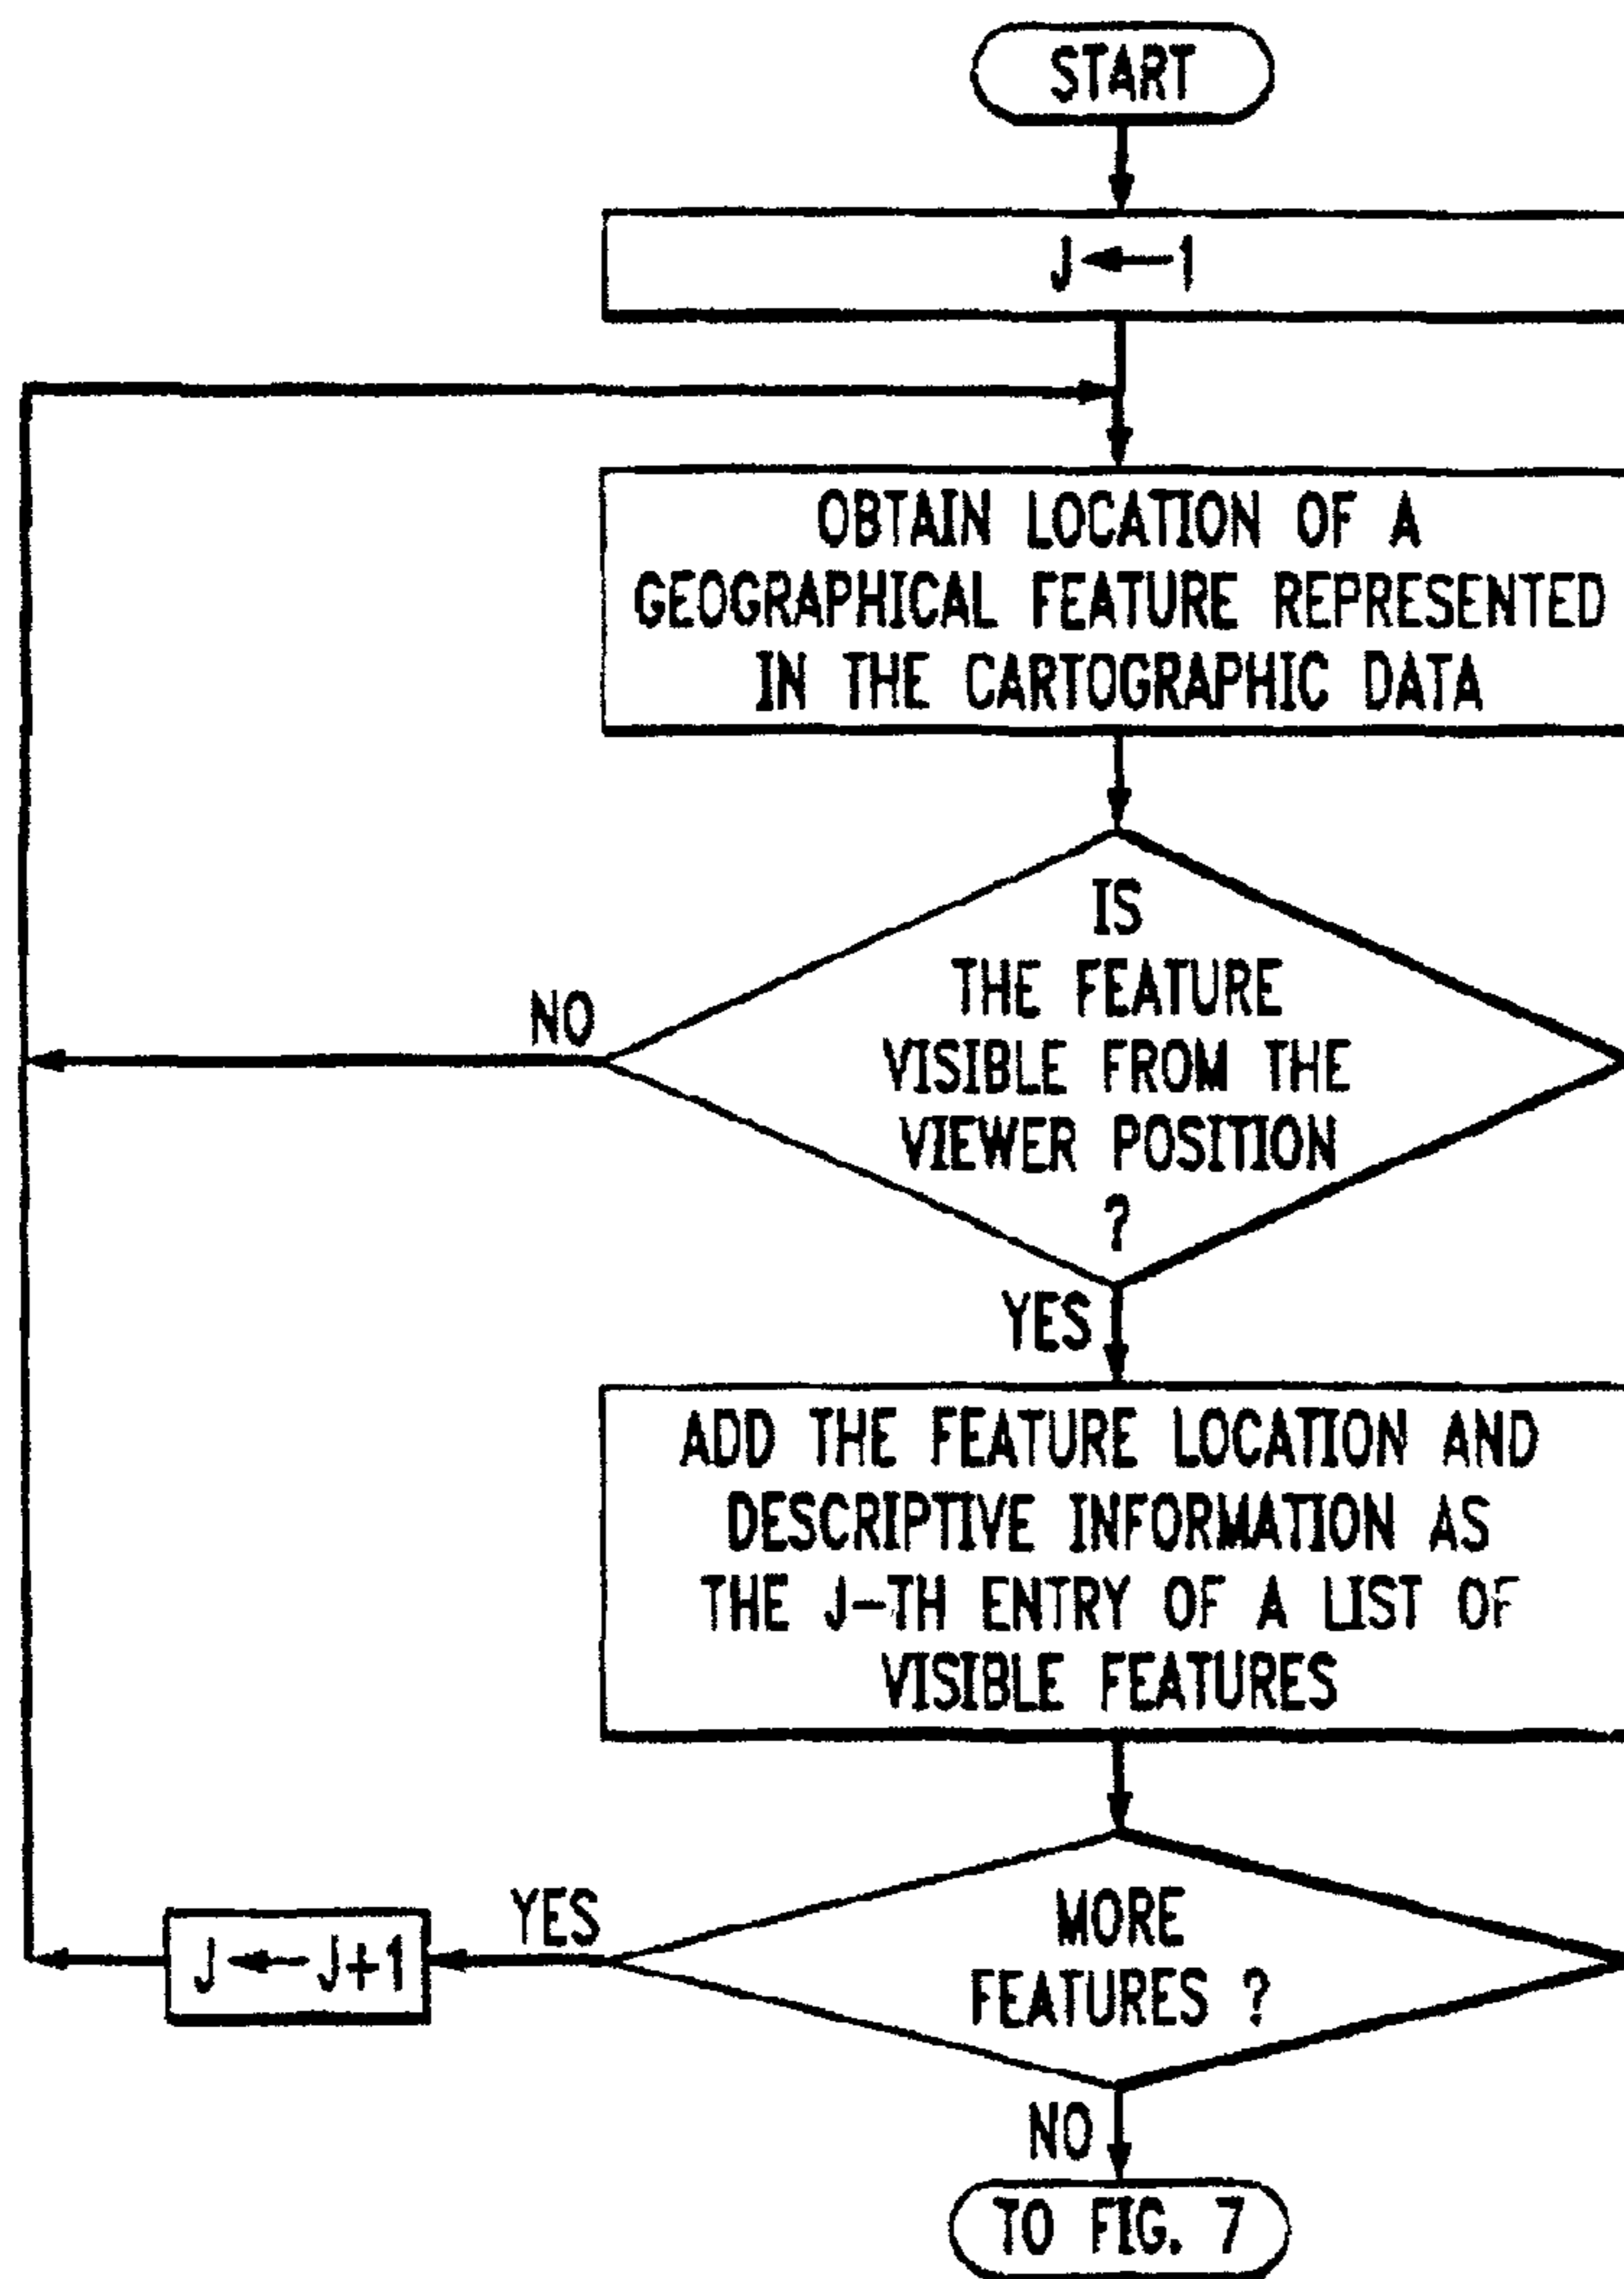 START
J←1
OBTAIN LOCATION OF A
GEOGRAPHICAL FEATURE REPRESENTED
IN THE CARTOGRAPHIC DATA
IS
THE FEATURE
VISIBLE FROM THE
VIEWER POSITION
?
NO
YES
ADD THE FEATURE LOCATION AND
DESCRIPTIVE INFORMATION AS
THE J-TH ENTRY OF A LIST OF
VISIBLE FEATURES
MORE
FEATURES ?
YES
J←J+1
NO
TO FIG. 7